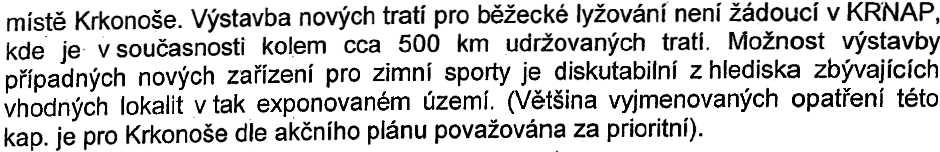 místě Krkonoše. Výstavba nových tratí pro běžecké lyžování není žádoucí v KRNAP,
kde je v současnosti kolem cca 500 km udržovaných tratí. Možnost výstavby
případných nových zařízení pro zimní sporty je diskutabilní z hlediska zbývajících
vhodných lokalit v tak exponovaném území. (Většina vyjmenovaných opatření této
kap. je pro Krkonoše dle akčního plánu považována za prioritní).